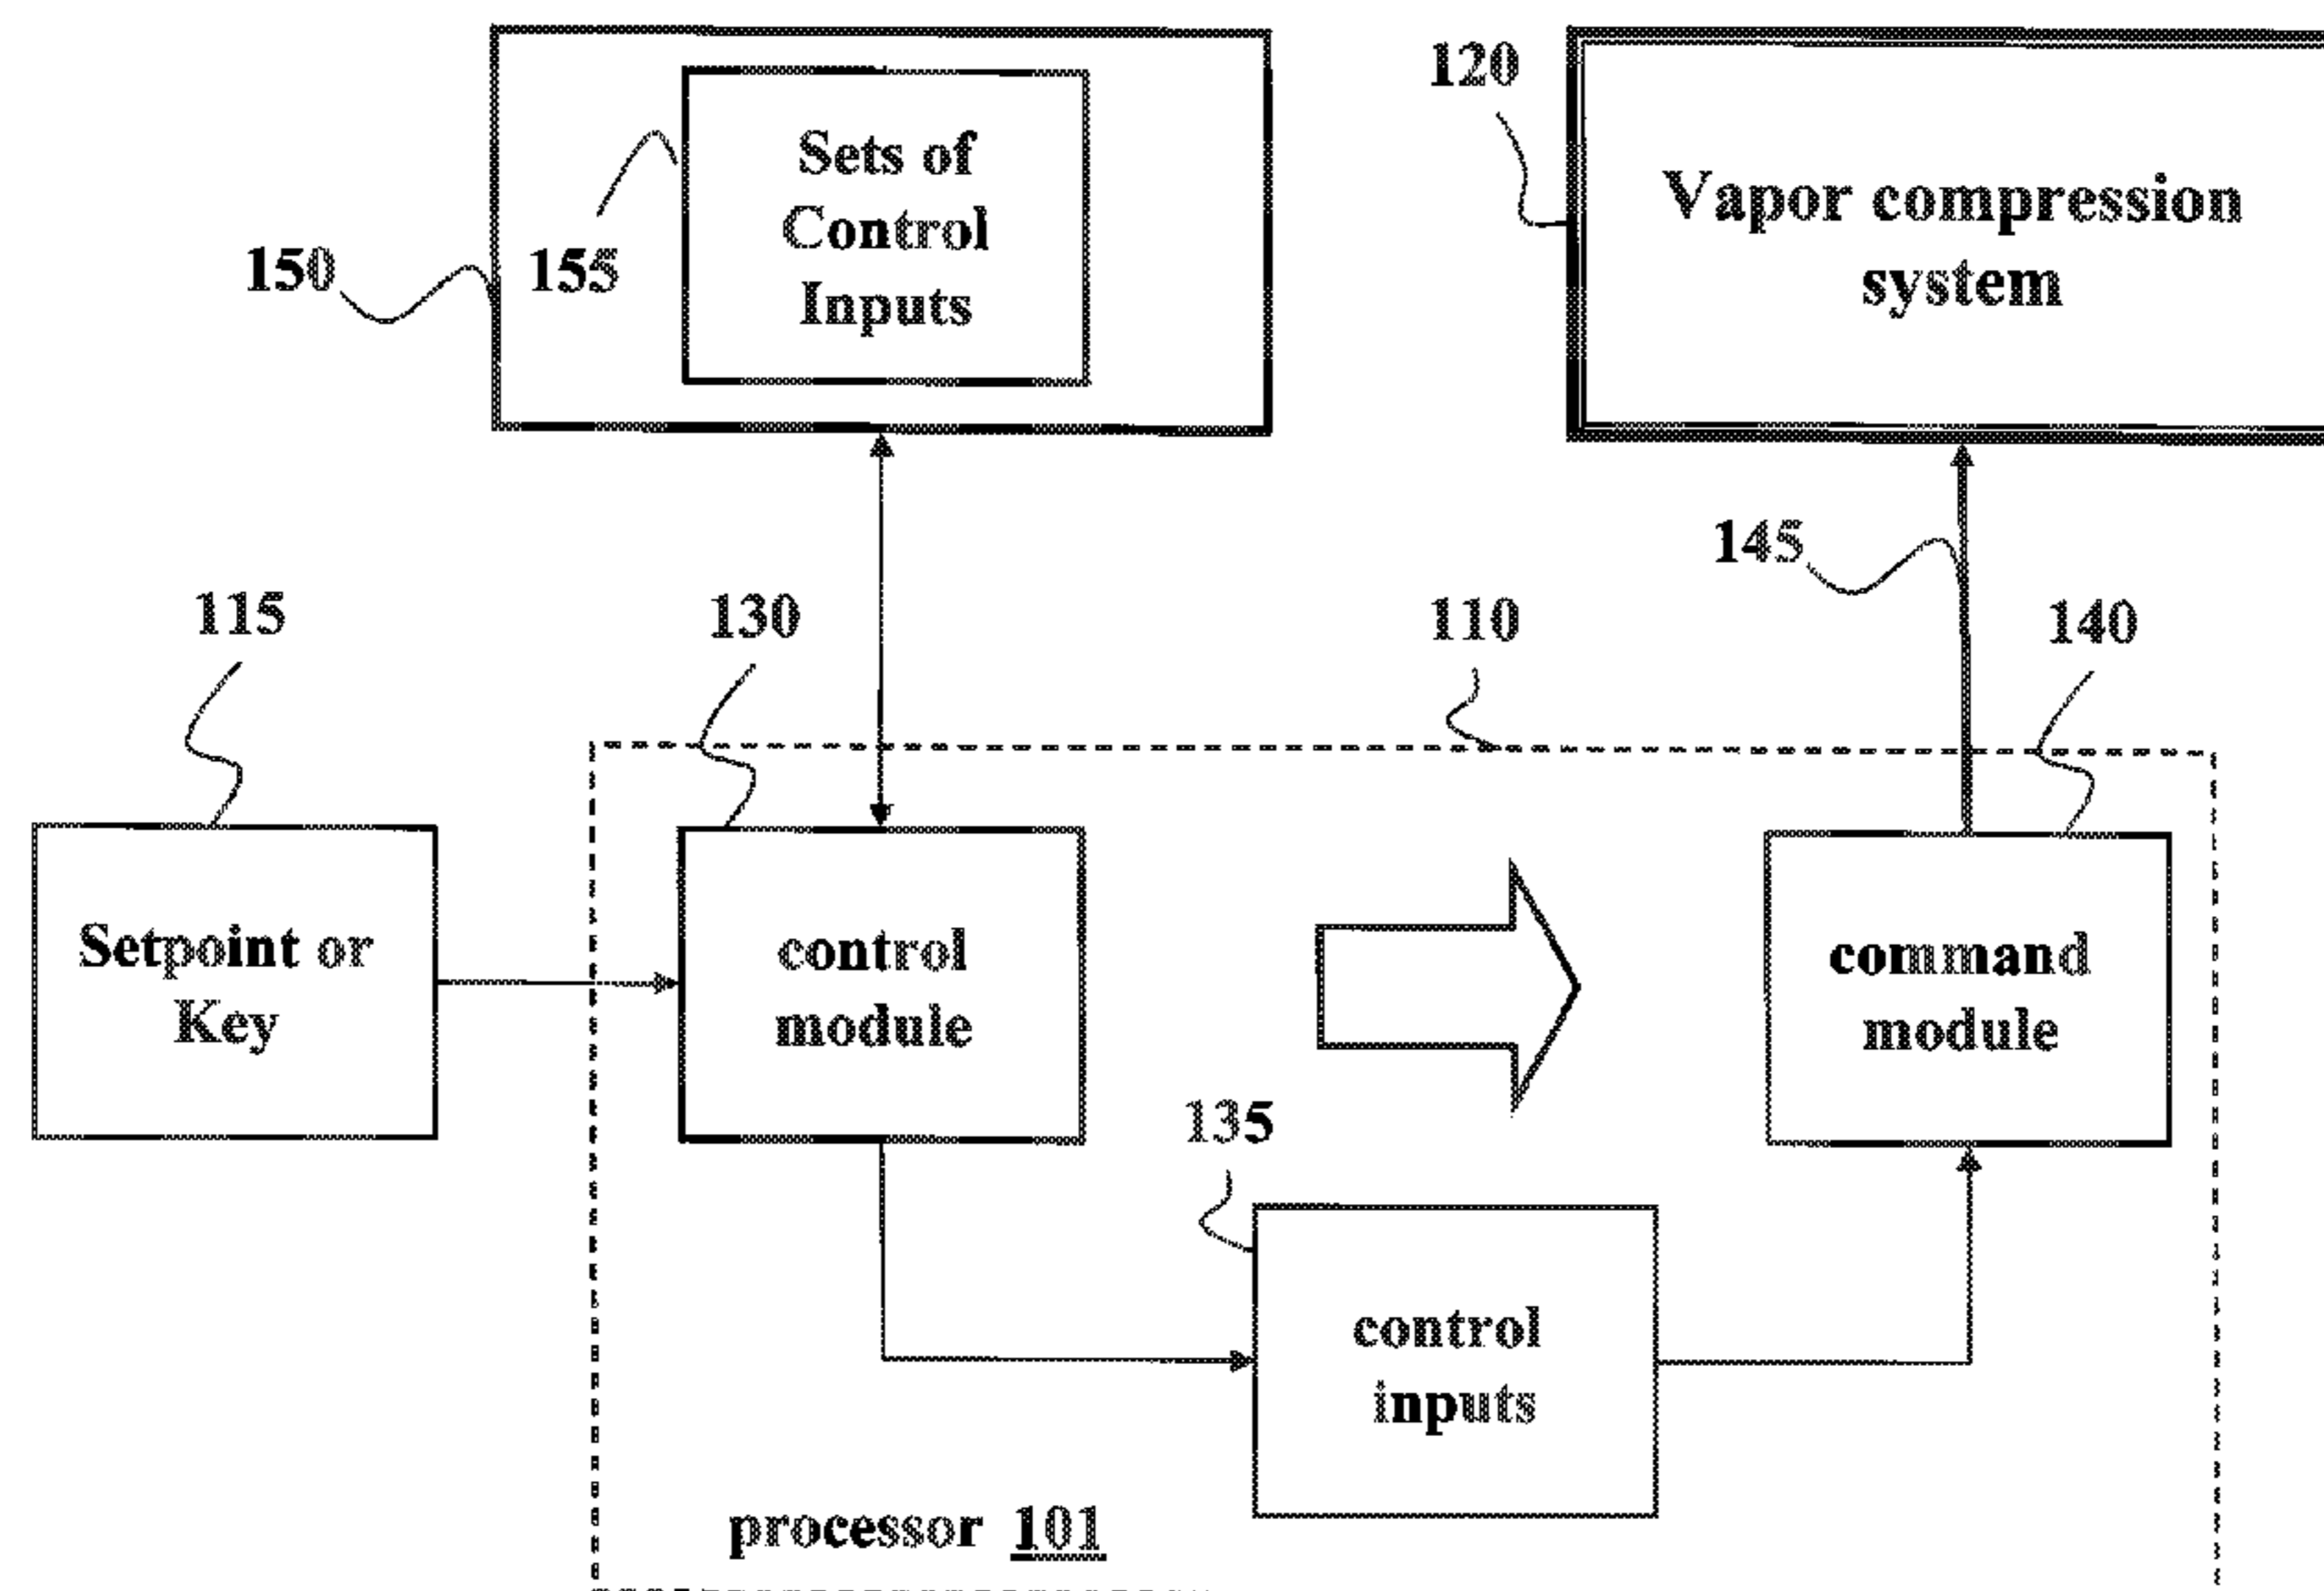 120
Sets of
Control
Inputs
Vapor compression
system
150
155
145
115
130
110
140
Setpoint or
Key
control
module
command
module
135
control
inputs
processor 101